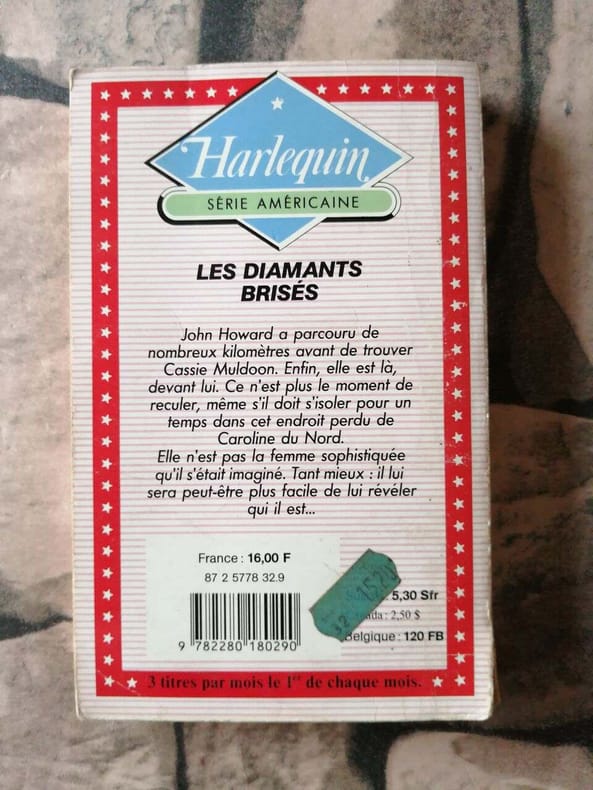 Harlequin
SÉRIE AMÉRICAINE
LES DIAMANTS
BRISÉS
John Howard a parcouru de
nombreux kilomètres avant de trouver
Cassie Muldoon. Enfin, elle est là,
devant lui. Ce n'est plus le moment de
reculer, même s'il doit s'isoler pour un
temps dans cet endroit perdu de
Caroline du Nord.
Elle n'est pas la femme sophistiquée
qu'il s'était imaginé. Tant mieux : il lui
sera peut-être plus facile de lui révéler
qui il est...
France : 16,00 F
87 2 5778 32.9
5,30 Sfr
2,50 $
Belgique : 120 FB
9 782280 180290
3 titres par mois le 1er de chaque mois.